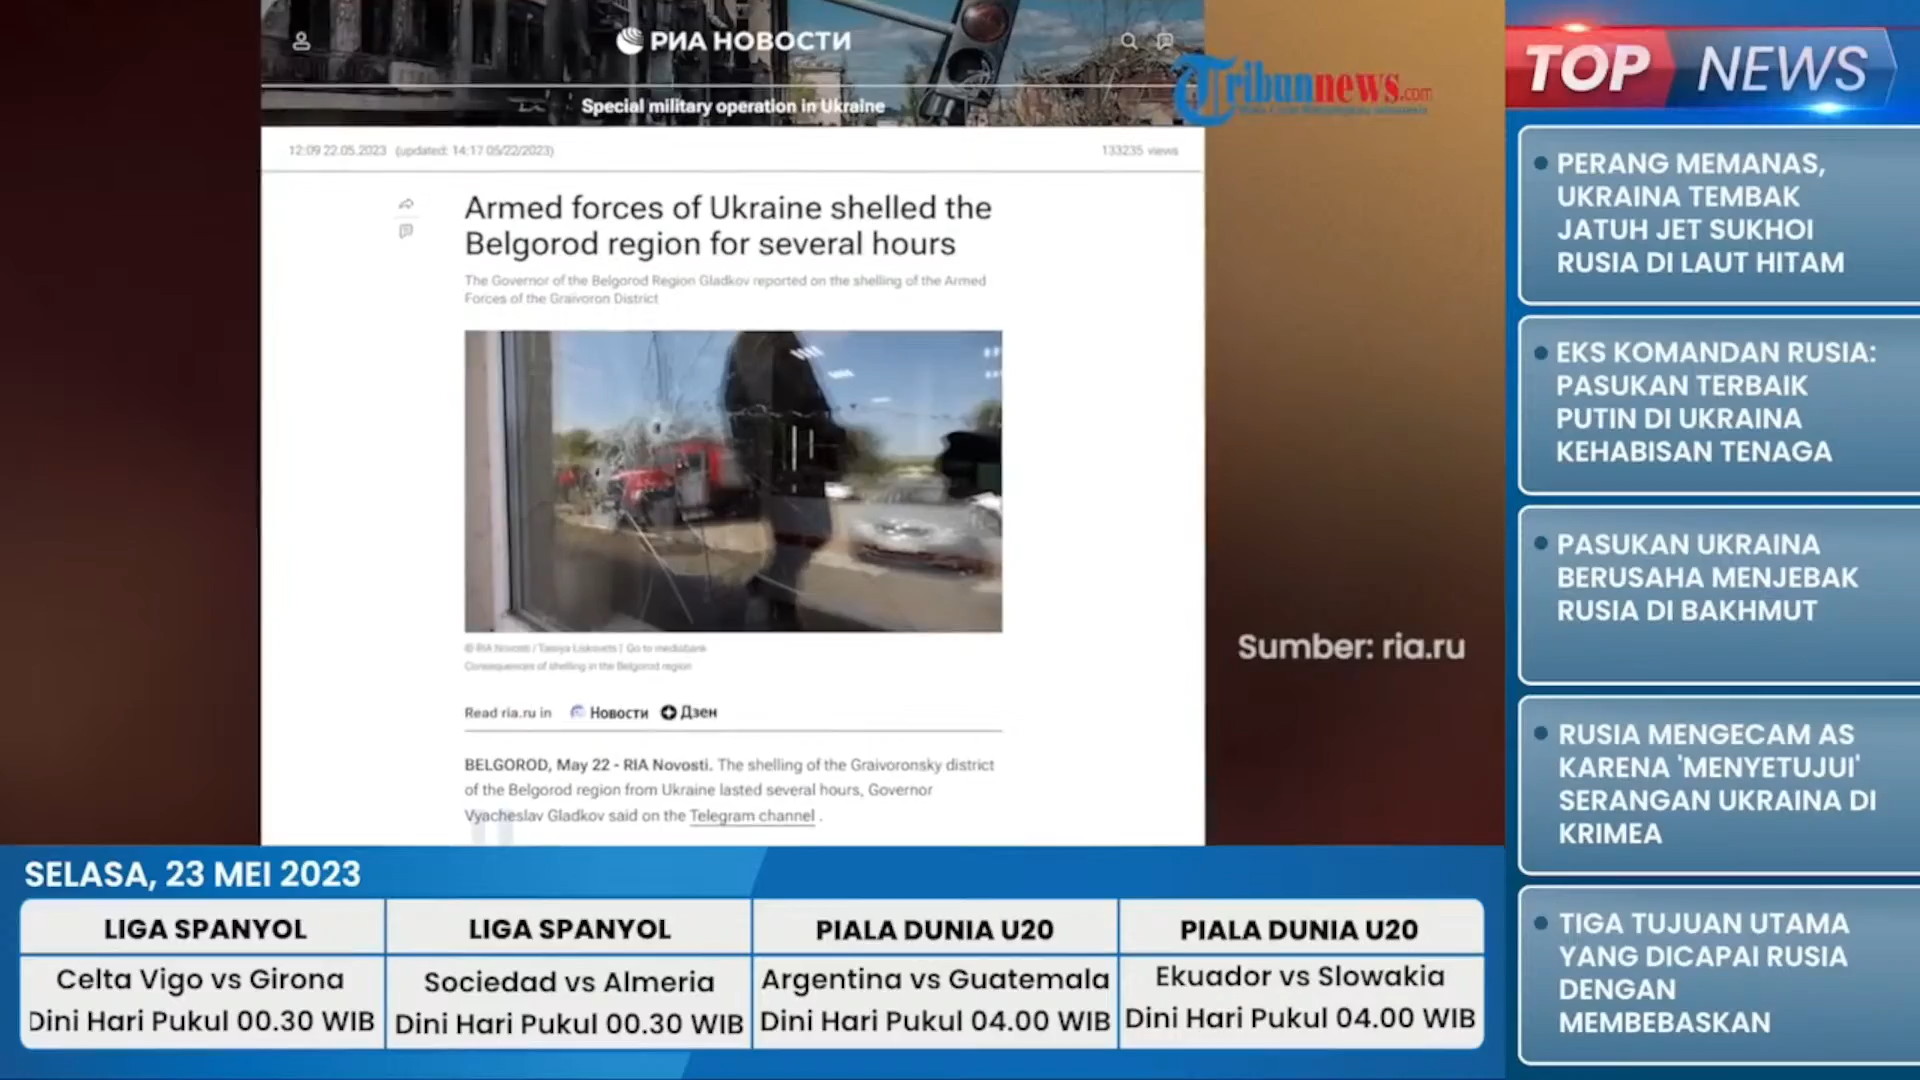 РИА НОВОСТИ
Special military operation in Ukraine
Tribunnews.com
12:09 22.05.2023 (updated: 14:17 05/22/2023)
133235 views
Armed forces of Ukraine shelled the
Belgorod region for several hours
The Governor of the Belgorod Region Gladkov reported on the shelling of the Armed
Forces of the Graivoron District
© RIA Novosti / Taisiya Liskovets | Go to mediabank
Consequences of shelling in the Belgorod region
Read ria.ru in Новости Дзен
BELGOROD, May 22 - RIA Novosti. The shelling of the Graivoronsky district
of the Belgorod region from Ukraine lasted several hours, Governor
Vyacheslav Gladkov said on the Telegram channel .
Sumber: ria.ru
TOP NEWS
• PERANG MEMANAS,
UKRAINA TEMBAK
JATUH JET SUKHOI
RUSIA DI LAUT HITAM
• EKS KOMANDAN RUSIA:
PASUKAN TERBAIK
PUTIN DI UKRAINA
KEHABISAN TENAGA
• PASUKAN UKRAINA
BERUSAHA MENJEBAK
RUSIA DI BAKHMUT
• RUSIA MENGECAM AS
KARENA 'MENYETUJUI'
SERANGAN UKRAINA DI
KRIMEA
• TIGA TUJUAN UTAMA
YANG DICAPAI RUSIA
DENGAN
MEMBEBASKAN
SELASA, 23 MEI 2023
LIGA SPANYOL
Celta Vigo vs Girona
Dini Hari Pukul 00.30 WIB
LIGA SPANYOL
Sociedad vs Almeria
Dini Hari Pukul 00.30 WIB
PIALA DUNIA U20
Argentina vs Guatemala
Dini Hari Pukul 04.00 WIB
PIALA DUNIA U20
Ekuador vs Slowakia
Dini Hari Pukul 04.00 WIB